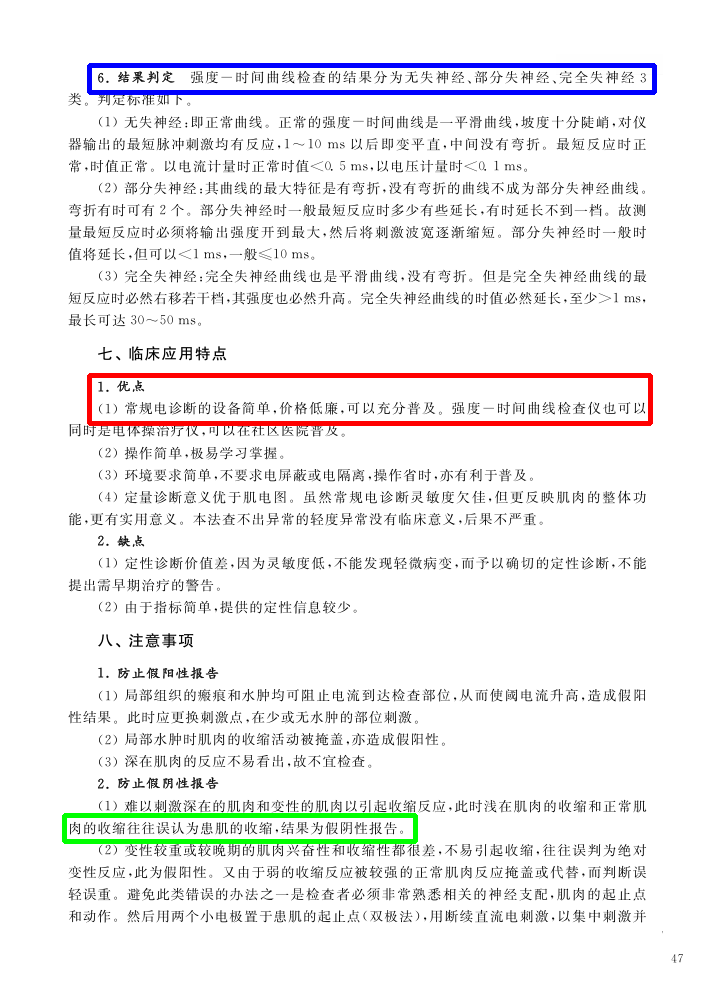 6. 结果判定　强度－时间曲线检查的结果分为无失神经、部分失神经、完全失神经 3
类。判定标准如下。
(1) 无失神经:即正常曲线。正常的强度－时间曲线是一平滑曲线,坡度十分陡峭,对仪
器输出的最短脉冲刺激均有反应,1～10 ms 以后即变平直,中间没有弯折。最短反应时正
常,时值正常。以电流计量时正常时值<0. 5 ms,以电压计量时<0. 1 ms。
(2) 部分失神经:其曲线的最大特征是有弯折,没有弯折的曲线不成为部分失神经曲线。
弯折有时可有 2 个。部分失神经时一般最短反应时多少有些延长,有时延长不到一档。故测
量最短反应时必须将输出强度开到最大,然后将刺激波宽逐渐缩短。部分失神经时一般时
值将延长,但可以<1 ms,一般≤10 ms。
(3) 完全失神经:完全失神经曲线也是平滑曲线,没有弯折。但是完全失神经曲线的最
短反应时必然右移若干档,其强度也必然升高。完全失神经曲线的时值必然延长,至少>1 ms,
最长可达 30～50 ms。
七、临床应用特点
1. 优点
(1) 常规电诊断的设备简单,价格低廉,可以充分普及。强度－时间曲线检查仪也可以
同时是电体操治疗仪,可以在社区医院普及。
(2) 操作简单,极易学习掌握。
(3) 环境要求简单,不要求电屏蔽或电隔离,操作省时,亦有利于普及。
(4) 定量诊断意义优于肌电图。虽然常规电诊断灵敏度欠佳,但更反映肌肉的整体功
能,更有实用意义。本法查不出异常的轻度异常没有临床意义,后果不严重。
2. 缺点
(1) 定性诊断价值差,因为灵敏度低,不能发现轻微病变,而予以确切的定性诊断,不能
提出需早期治疗的警告。
(2) 由于指标简单,提供的定性信息较少。
八、注意事项
1. 防止假阳性报告
(1) 局部组织的瘢痕和水肿均可阻止电流到达检查部位,从而使阈电流升高,造成假阳
性结果。此时应更换刺激点,在少或无水肿的部位刺激。
(2) 局部水肿时肌肉的收缩活动被掩盖,亦造成假阳性。
(3) 深在肌肉的反应不易看出,故不宜检查。
2. 防止假阴性报告
(1) 难以刺激深在的肌肉和变性的肌肉以引起收缩反应,此时浅在肌肉的收缩和正常肌
肉的收缩往往误认为患肌的收缩,结果为假阴性报告。
(2) 变性较重或较晚期的肌肉兴奋性和收缩性都很差,不易引起收缩,往往误判为绝对
变性反应,此为假阳性。又由于弱的收缩反应被较强的正常肌肉反应掩盖或代替,而判断误
轻误重。避免此类错误的办法之一是检查者必须非常熟悉相关的神经支配,肌肉的起止点
和动作。然后用两个小电极置于患肌的起止点(双极法),用断续直流电刺激,以集中刺激并
47